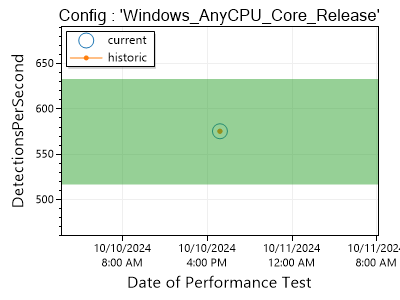 Config : 'Windows_AnyCPU_Core_Release'
current
historic
DetectionsPerSecond
650
600
550
500
10/10/2024
8:00 AM
10/10/2024
4:00 PM
10/11/2024
12:00 AM
10/11/2024
8:00 AM
Date of Performance Test